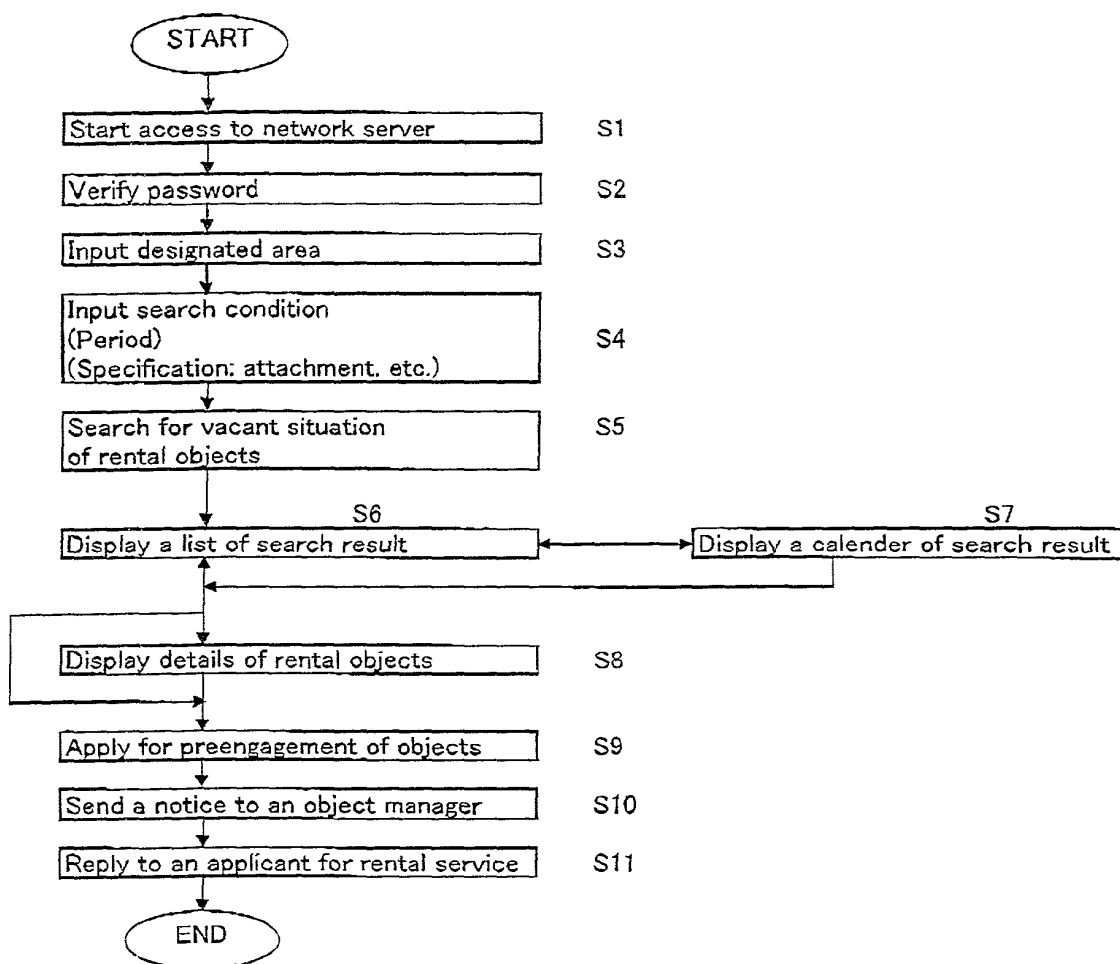 START
Start access to network server S1
Verify password S2
Input designated area S3
Input search condition
(Period) S4
(Specification: attachment, etc.)
Search for vacant situation S5
of rental objects
S6 S7
Display a list of search result Display a calender of search result
Display details of rental objects S8
Apply for preengagement of objects S9
Send a notice to an object manager S10
Reply to an applicant for rental service S11
END